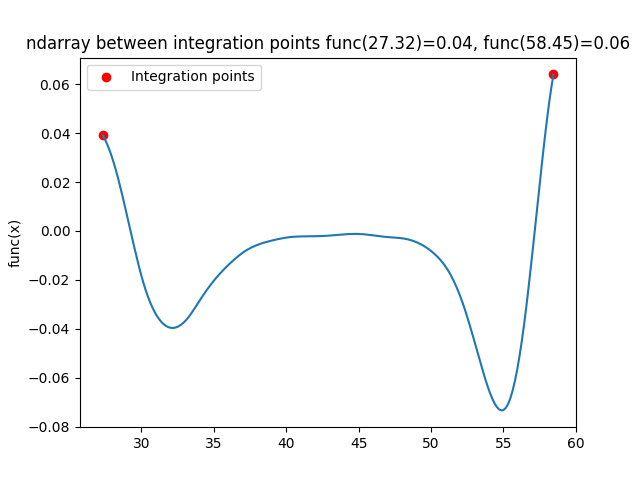 ndarray between integration points func(27.32)=0.04, func(58.45)=0.06
Integration points
func(x)
0.06
0.04
0.02
0.00
−0.02
−0.04
−0.06
−0.08
30 35 40 45 50 55 60